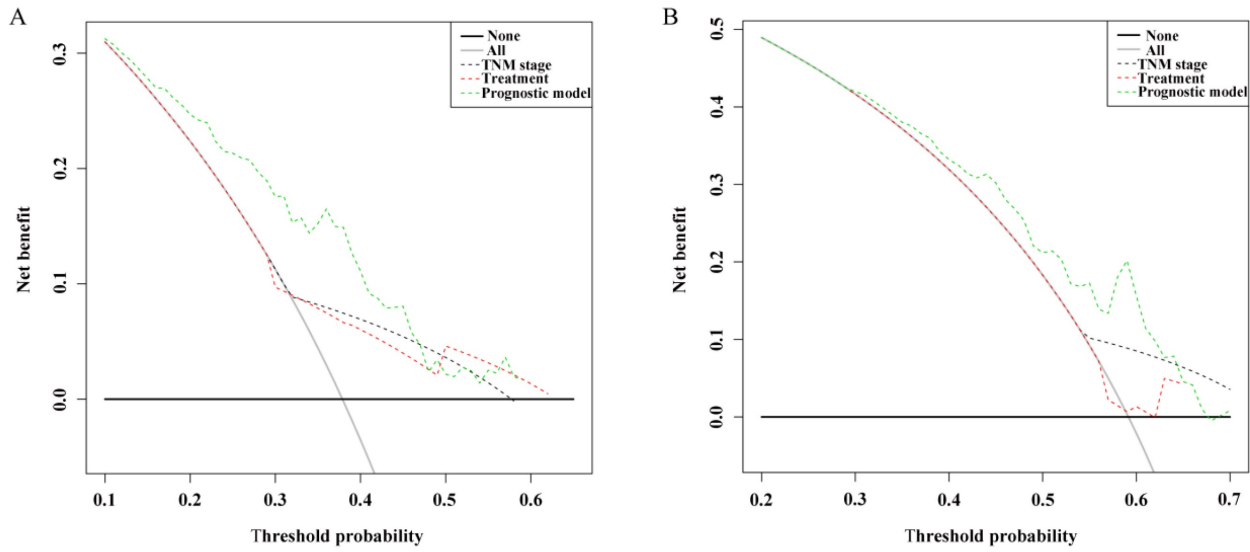 A
None
All
TNM stage
Treatment
Prognostic model
0.3
0.2
0.1
0.0
Net benefit
0.1 0.2 0.3 0.4 0.5 0.6
Threshold probability
B
None
All
TNM stage
Treatment
Prognostic model
0.5
0.4
0.3
0.2
0.1
0.0
Net benefit
0.2 0.3 0.4 0.5 0.6 0.7
Threshold probability